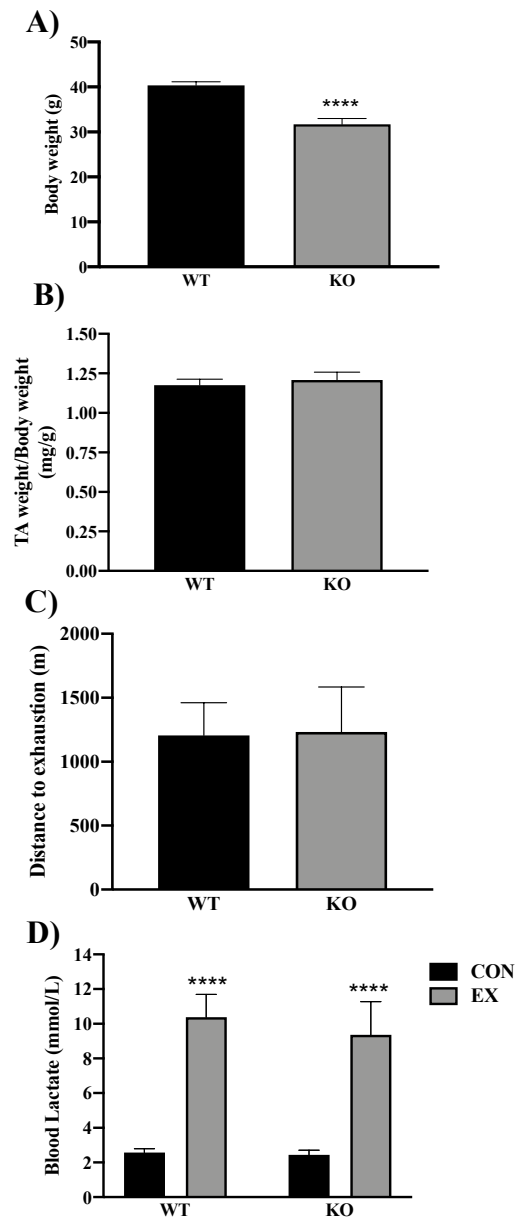 A)
Body weight (g)
50
40
30
20
10
0
****
WT KO
B)
TA weight/Body weight
(mg/g)
1.50
1.25
1.00
0.75
0.50
0.25
0.00
WT KO
C)
Distance to exhaustion (m)
2000
1500
1000
500
0
WT KO
D)
Blood Lactate (mmol/L)
14
12
10
8
6
4
2
0
**** ****
WT KO
CON
EX